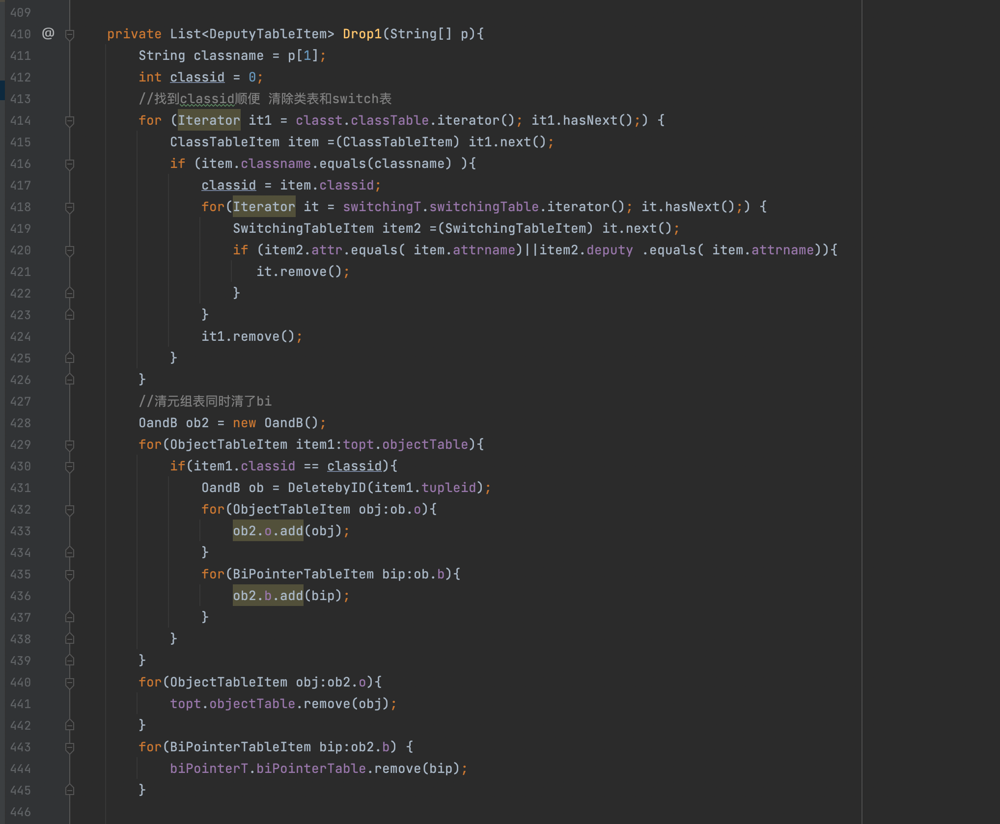 409
410 @ private List<DeputyTableItem> Drop1(String[] p){
411 String classname = p[1];
412 int classid = 0;
413 //找到classid顺便 清除类表和switch表
414 for (Iterator it1 = classt.classTable.iterator(); it1.hasNext();) {
415 ClassTableItem item =(ClassTableItem) it1.next();
416 if (item.classname.equals(classname) ){
417 classid = item.classid;
418 for(Iterator it = switchingT.switchingTable.iterator(); it.hasNext();) {
419 SwitchingTableItem item2 =(SwitchingTableItem) it.next();
420 if (item2.attr.equals( item.attrname)||item2.deputy .equals( item.attrname)){
421 it.remove();
422 }
423 }
424 it1.remove();
425 }
426 }
427 //清元组表同时清了bi
428 OandB ob2 = new OandB();
429 for(ObjectTableItem item1:topt.objectTable){
430 if(item1.classid == classid){
431 OandB ob = DeletebyID(item1.tupleid);
432 for(ObjectTableItem obj:ob.o){
433 ob2.o.add(obj);
434 }
435 for(BiPointerTableItem bip:ob.b){
436 ob2.b.add(bip);
437 }
438 }
439 }
440 for(ObjectTableItem obj:ob2.o){
441 topt.objectTable.remove(obj);
442 }
443 for(BiPointerTableItem bip:ob2.b) {
444 biPointerT.biPointerTable.remove(bip);
445 }
446